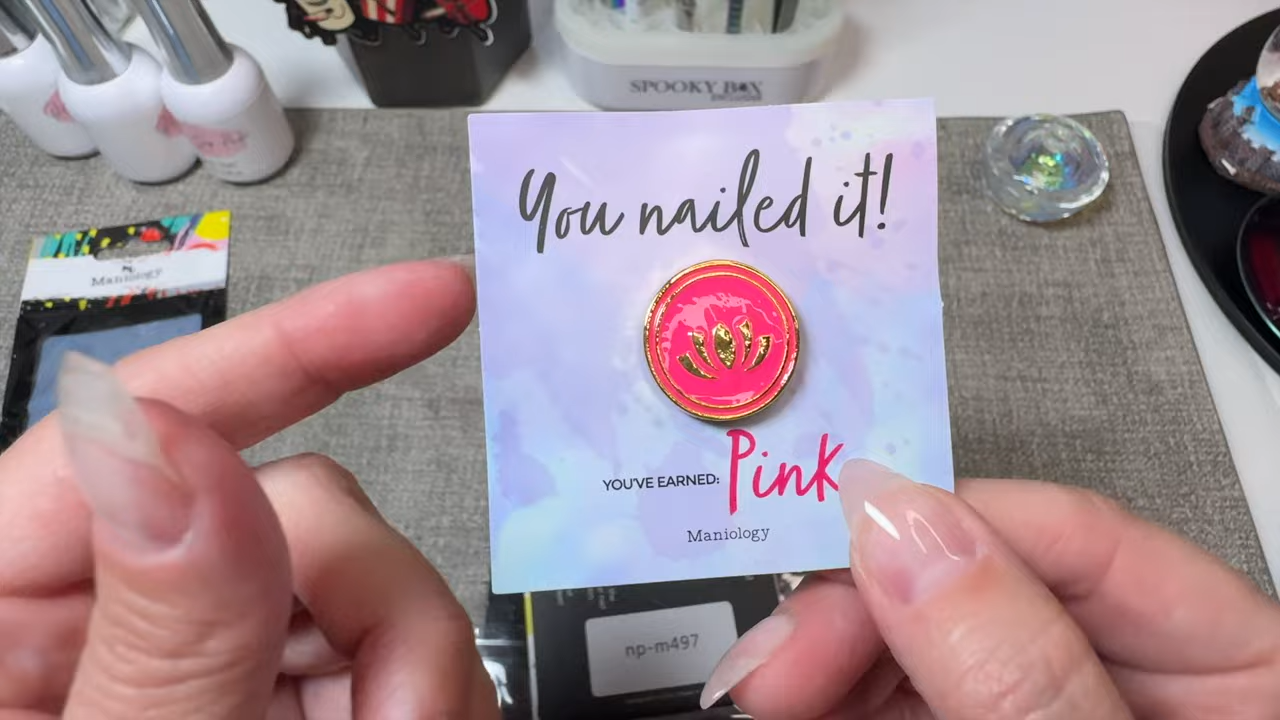 SPOOKY BOX
You nailed it!
Maniology
YOU'VE EARNED: Pink
Maniology
np-m497